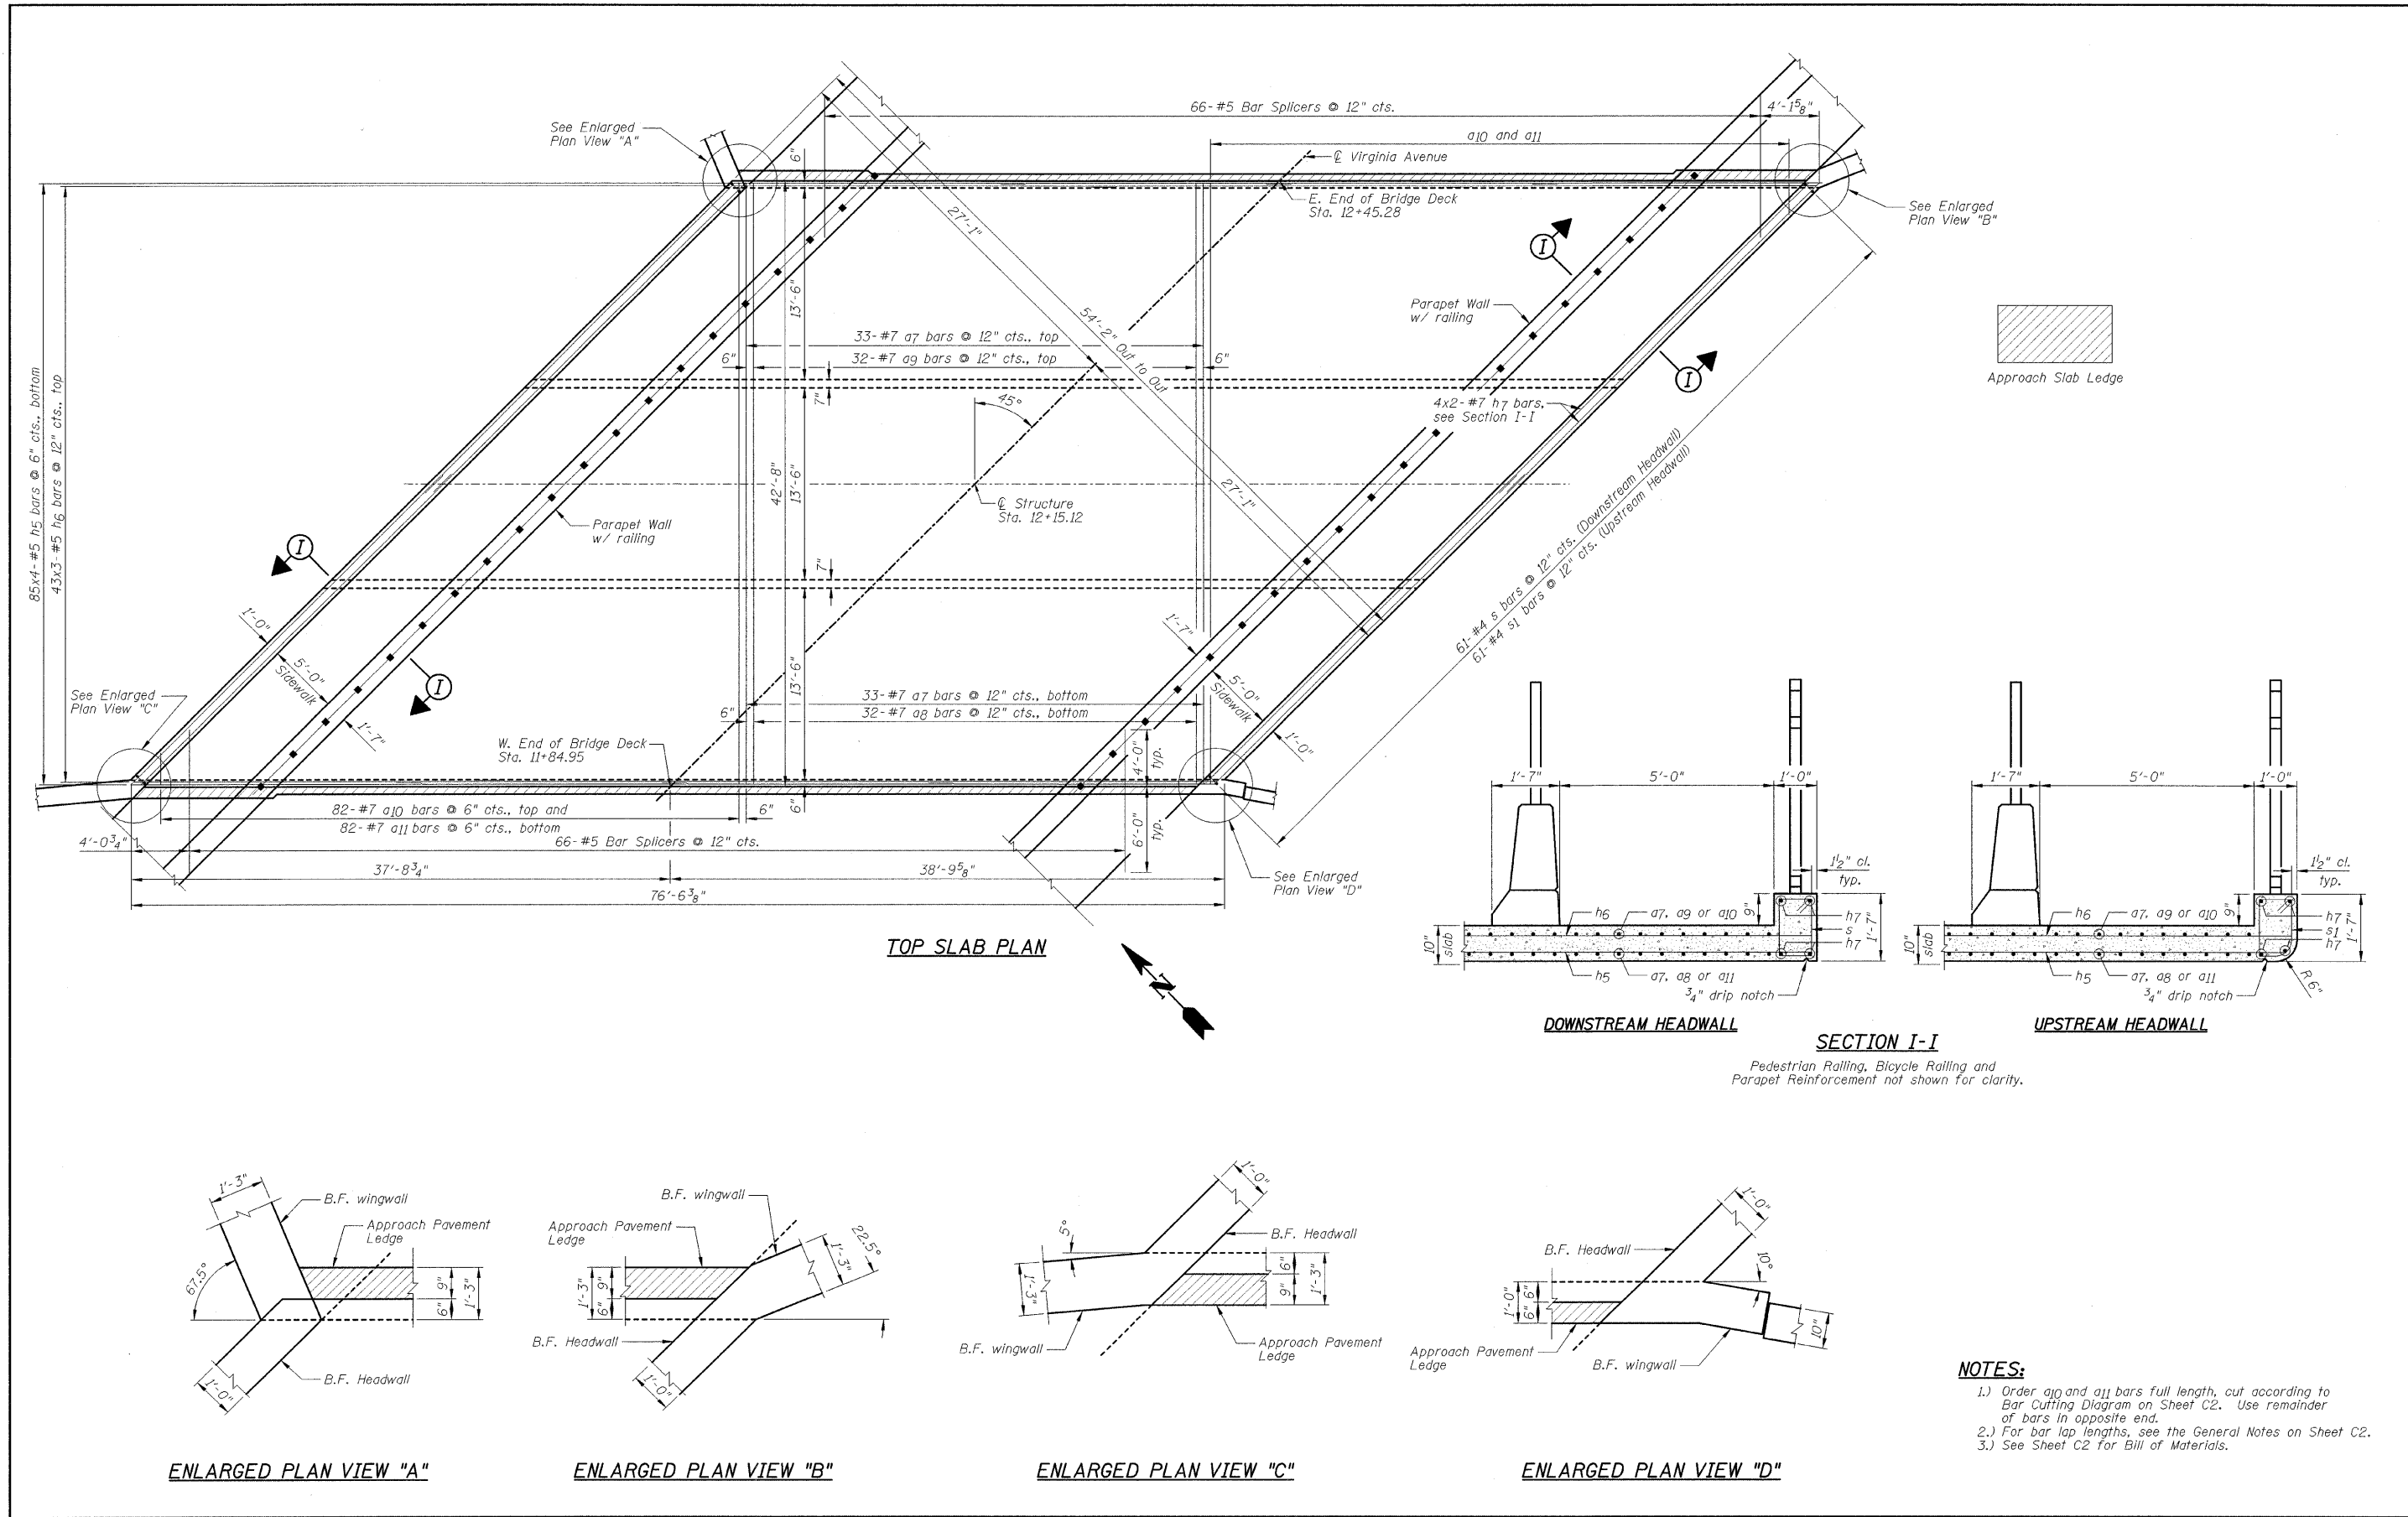 66-#5 Bar Splicers @ 12" cts.
4'-1⅝"
See Enlarged
Plan View "A"
a10 and a11
6"
℄ Virginia Avenue
E. End of Bridge Deck
Sta. 12+45.28
See Enlarged
Plan View "B"
27'-1"
13'-6"
54'-2" Out to Out
Parapet Wall
w/ railing
I
I
Approach Slab Ledge
33-#7 a7 bars @ 12" cts., top
6"
32-#7 a9 bars @ 12" cts., top
6"
85x4-#5 h5 bars @ 6" cts., bottom
43x3-#5 h6 bars @ 12" cts., top
7"
45°
4x2-#7 h7 bars,
see Section I-I
42'-8"
13'-6"
27'-1"
℄ Structure
Sta. 12+15.12
Parapet Wall
w/ railing
61-#4 s bars @ 12" cts. (Downstream Headwall)
61-#4 s1 bars @ 12" cts. (Upstream Headwall)
I
7"
1'-0"
5'-0"
Sidewalk
I
1'-7"
13'-6"
1'-7"
5'-0"
Sidewalk
1'-0"
See Enlarged
Plan View "C"
33-#7 a7 bars @ 12" cts., bottom
6"
32-#7 a8 bars @ 12" cts., bottom
W. End of Bridge Deck
Sta. 11+84.95
4'-0"
typ.
82-#7 a10 bars @ 6" cts., top and
82-#7 a11 bars @ 6" cts., bottom
6"
6"
6'-0"
typ.
4'-0¾"
66-#5 Bar Splicers @ 12" cts.
37'-8¾"
38'-9⅝"
76'-6⅜"
See Enlarged
Plan View "D"
TOP SLAB PLAN
N
1'-7"
5'-0"
1'-0"
1½" cl.
typ.
10"
slab
h6
a7, a9 or a10
9"
h7
s
h7
1'-7"
h5
a7, a8 or a11
¾" drip notch
DOWNSTREAM HEADWALL
1'-7"
5'-0"
1'-0"
1½" cl.
typ.
10"
slab
h6
a7, a9 or a10
9"
h7
s1
h7
1'-7"
h5
a7, a8 or a11
¾" drip notch
R 6"
UPSTREAM HEADWALL
SECTION I-I
Pedestrian Railing, Bicycle Railing and
Parapet Reinforcement not shown for clarity.
1'-3"
B.F. wingwall
Approach Pavement
Ledge
67.5°
9"
6"
1'-3"
B.F. Headwall
1'-0"
ENLARGED PLAN VIEW "A"
B.F. wingwall
Approach Pavement
Ledge
22.5°
1'-3"
1'-3"
9"
6"
B.F. Headwall
1'-0"
ENLARGED PLAN VIEW "B"
1'-0"
5°
B.F. Headwall
1'-3"
6"
9"
1'-3"
B.F. wingwall
Approach Pavement
Ledge
ENLARGED PLAN VIEW "C"
1'-0"
B.F. Headwall
10°
1'-0"
6"
6"
10"
Approach Pavement
Ledge
B.F. wingwall
ENLARGED PLAN VIEW "D"
NOTES:
1.) Order a10 and a11 bars full length, cut according to
Bar Cutting Diagram on Sheet C2. Use remainder
of bars in opposite end.
2.) For bar lap lengths, see the General Notes on Sheet C2.
3.) See Sheet C2 for Bill of Materials.